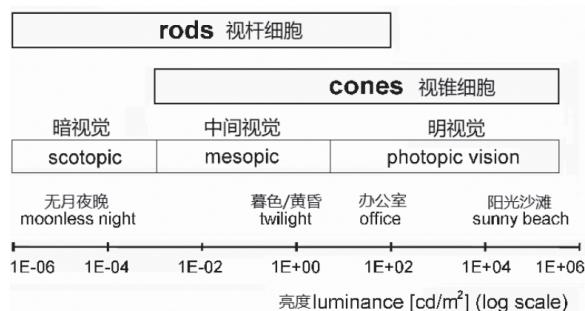 rods 视杆细胞
cones 视锥细胞
暗视觉 中间视觉 明视觉
scotopic mesopic photopic vision
无月夜晚 暮色/黄昏 办公室 阳光沙滩
moonless night twilight office sunny beach
1E-06 1E-04 1E-02 1E+00 1E+02 1E+04 1E+06
亮度luminance [cd/m²] (log scale)